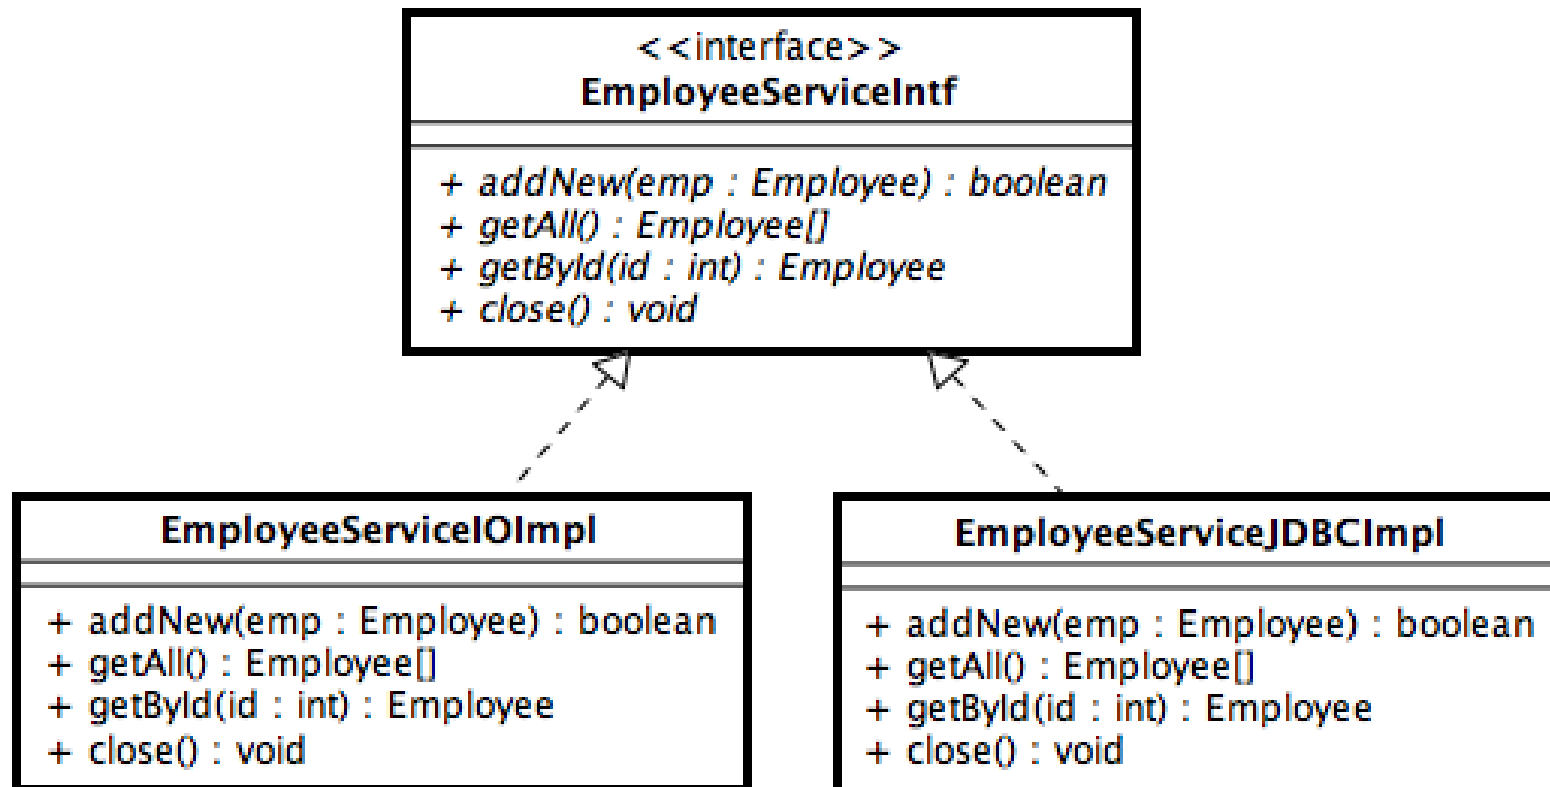 <<interface>>
EmployeeServiceIntf
+ addNew(emp : Employee) : boolean
+ getAll() : Employee[]
+ getById(id : int) : Employee
+ close() : void
EmployeeServiceIOImpl
+ addNew(emp : Employee) : boolean
+ getAll() : Employee[]
+ getById(id : int) : Employee
+ close() : void
EmployeeServiceJDBCImpl
+ addNew(emp : Employee) : boolean
+ getAll() : Employee[]
+ getById(id : int) : Employee
+ close() : void